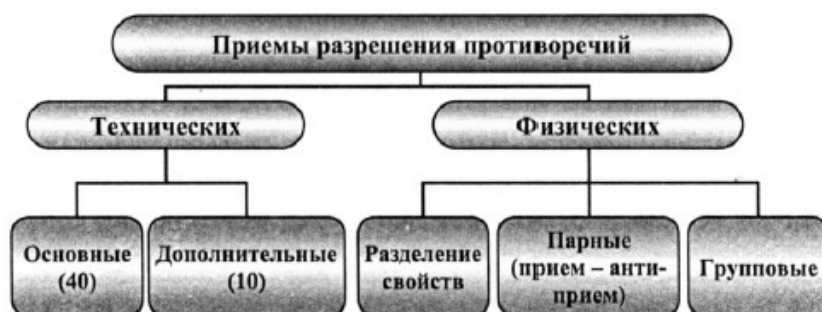 Приемы разрешения противоречий
Технических
Физических
Основные
(40)
Дополнительные
(10)
Разделение
свойств
Парные
(прием – анти-
прием)
Групповые